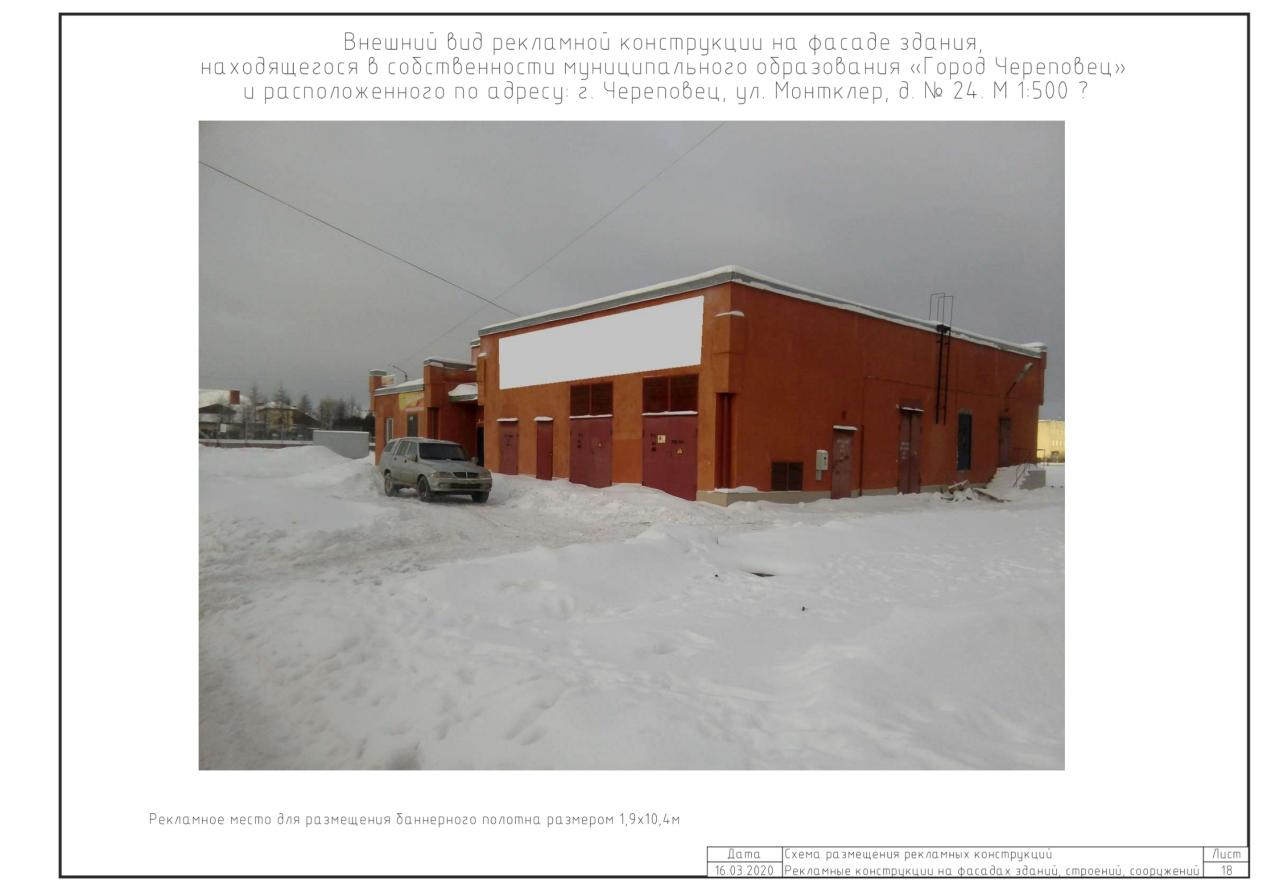 Внешний вид рекламной конструкции на фасаде здания,
находящегося в собственности муниципального образования «Город Череповец»
и расположенного по адресу: г. Череповец, ул. Монтклер, д. № 24. М 1:500 ?
Рекламное место для размещения баннерного полотна размером 1,9х10,4м
Дата Схема размещения рекламных конструкций Лист
16.03.2020 Рекламные конструкции на фасадах зданий, строений, сооружений 18